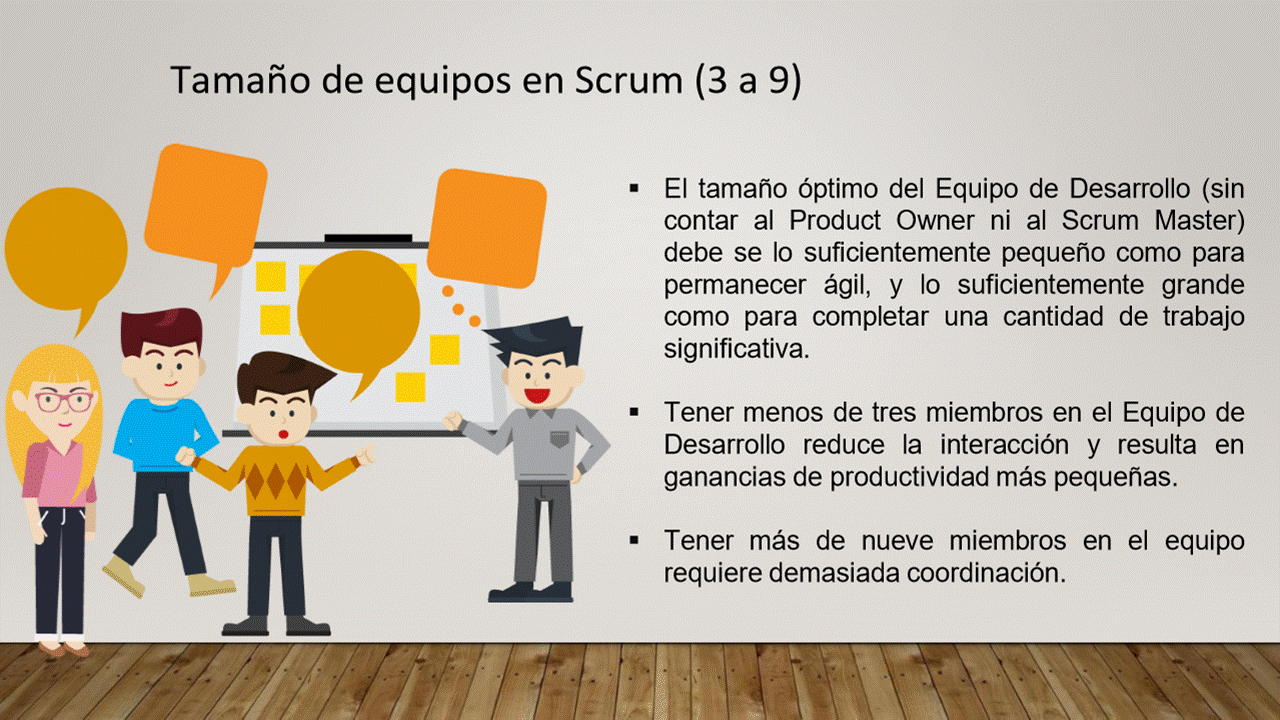 Tamaño de equipos en Scrum (3 a 9)
▪ El tamaño óptimo del Equipo de Desarrollo (sin
contar al Product Owner ni al Scrum Master)
debe se lo suficientemente pequeño como para
permanecer ágil, y lo suficientemente grande
como para completar una cantidad de trabajo
significativa.
▪ Tener menos de tres miembros en el Equipo de
Desarrollo reduce la interacción y resulta en
ganancias de productividad más pequeñas.
▪ Tener más de nueve miembros en el equipo
requiere demasiada coordinación.